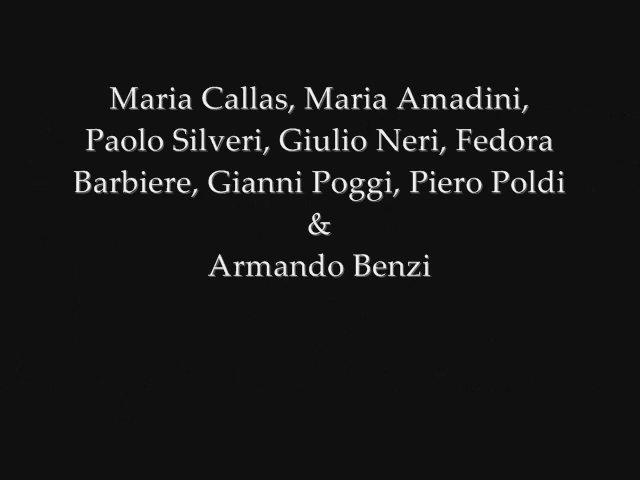 Maria Callas, Maria Amadini,
Paolo Silveri, Giulio Neri, Fedora
Barbiere, Gianni Poggi, Piero Poldi
&
Armando Benzi